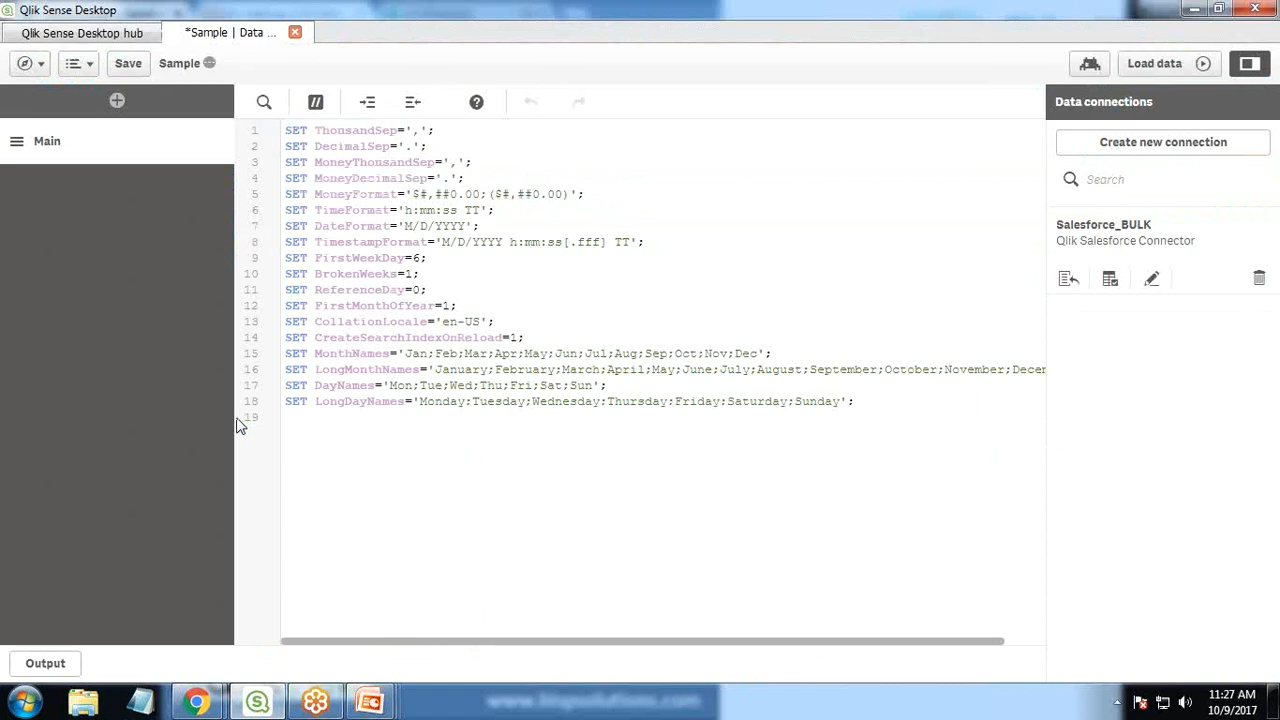 Qlik Sense Desktop
Qlik Sense Desktop hub
*Sample | Data ...
Save
Sample
Load data
Main
Data connections
Create new connection
Search
Salesforce_BULK
Qlik Salesforce Connector
1 SET ThousandSep=',';
2 SET DecimalSep='.';
3 SET MoneyThousandSep=',';
4 SET MoneyDecimalSep='.';
5 SET MoneyFormat='$#,##0.00;($#,##0.00)';
6 SET TimeFormat='h:mm:ss TT';
7 SET DateFormat='M/D/YYYY';
8 SET TimestampFormat='M/D/YYYY h:mm:ss[.fff] TT';
9 SET FirstWeekDay=6;
10 SET BrokenWeeks=1;
11 SET ReferenceDay=0;
12 SET FirstMonthOfYear=1;
13 SET CollationLocale='en-US';
14 SET CreateSearchIndexOnReload=1;
15 SET MonthNames='Jan;Feb;Mar;Apr;May;Jun;Jul;Aug;Sep;Oct;Nov;Dec';
16 SET LongMonthNames='January;February;March;April;May;June;July;August;September;October;November;Decem
17 SET DayNames='Mon;Tue;Wed;Thu;Fri;Sat;Sun';
18 SET LongDayNames='Monday;Tuesday;Wednesday;Thursday;Friday;Saturday;Sunday';
19
Output
11:27 AM
10/9/2017